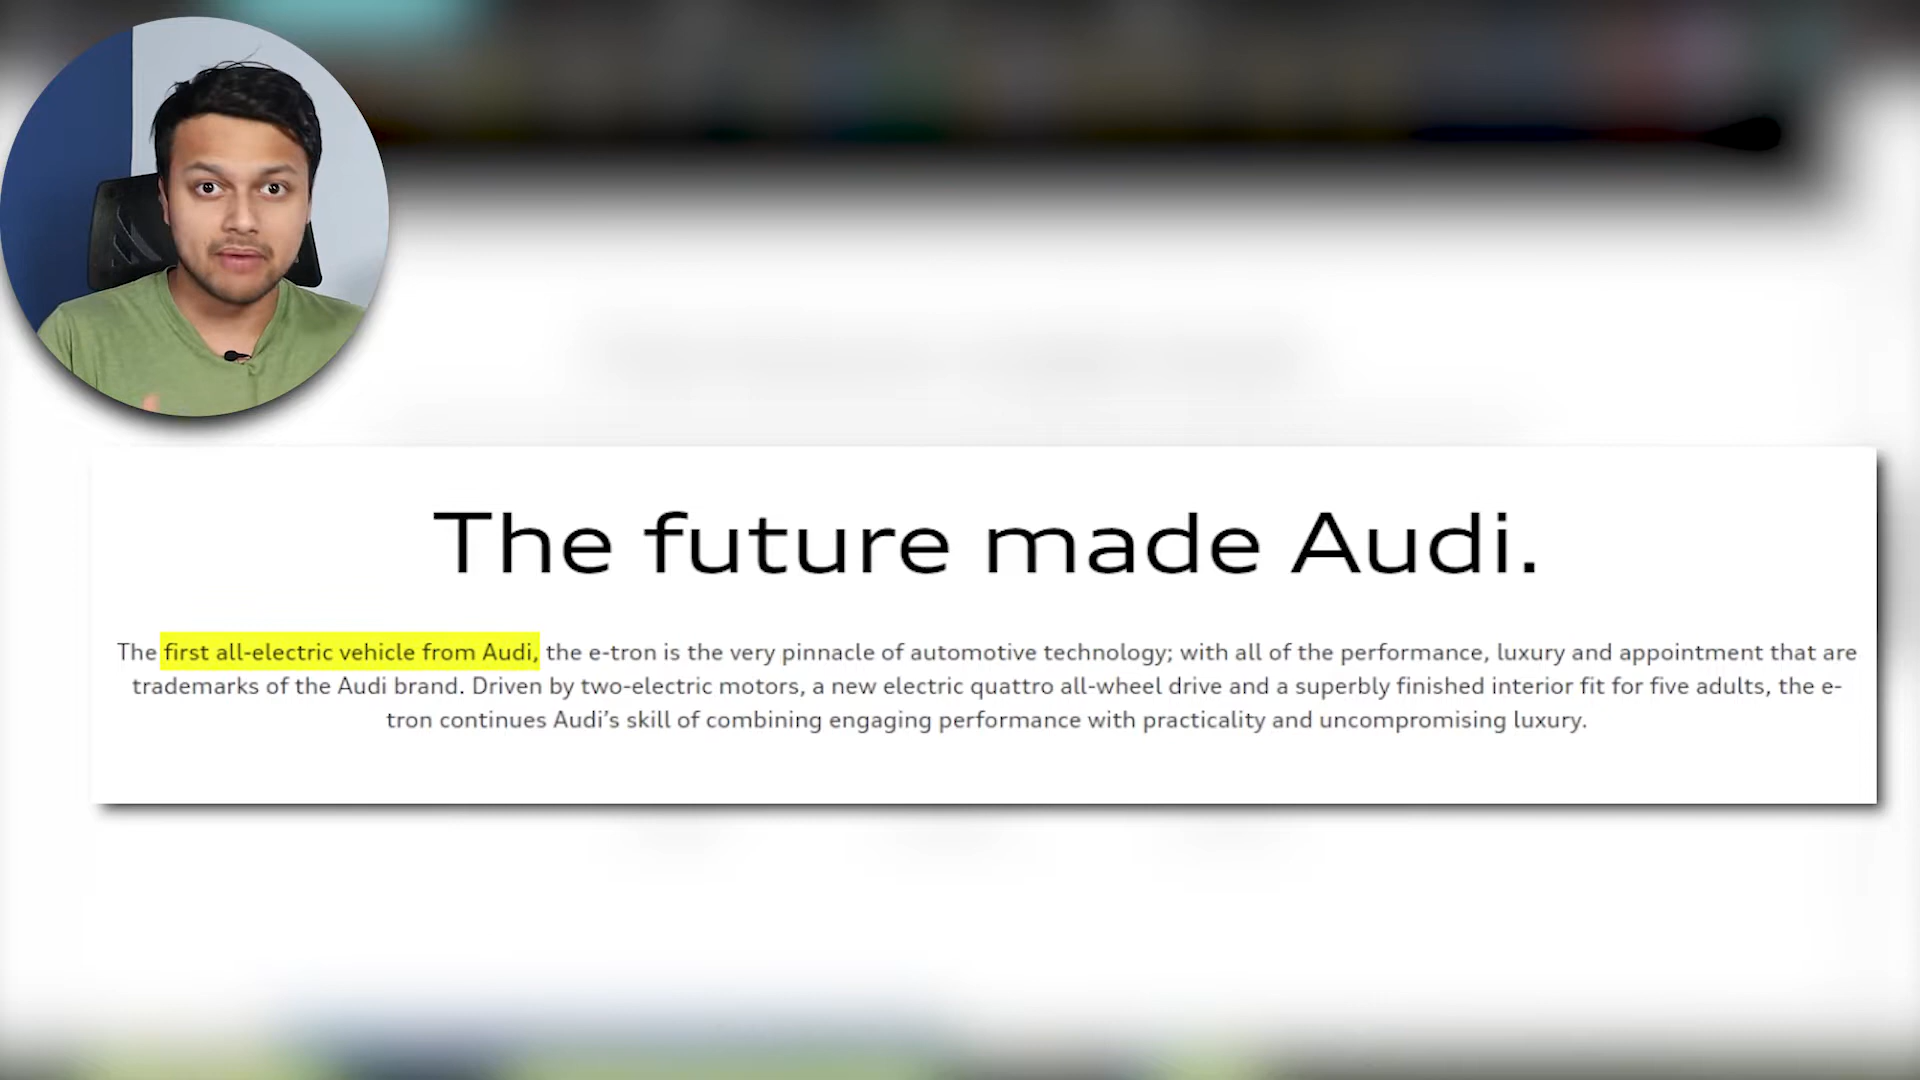 The future made Audi.
The first all-electric vehicle from Audi, the e-tron is the very pinnacle of automotive technology; with all of the performance, luxury and appointment that are
trademarks of the Audi brand. Driven by two-electric motors, a new electric quattro all-wheel drive and a superbly finished interior fit for five adults, the e-
tron continues Audi’s skill of combining engaging performance with practicality and uncompromising luxury.